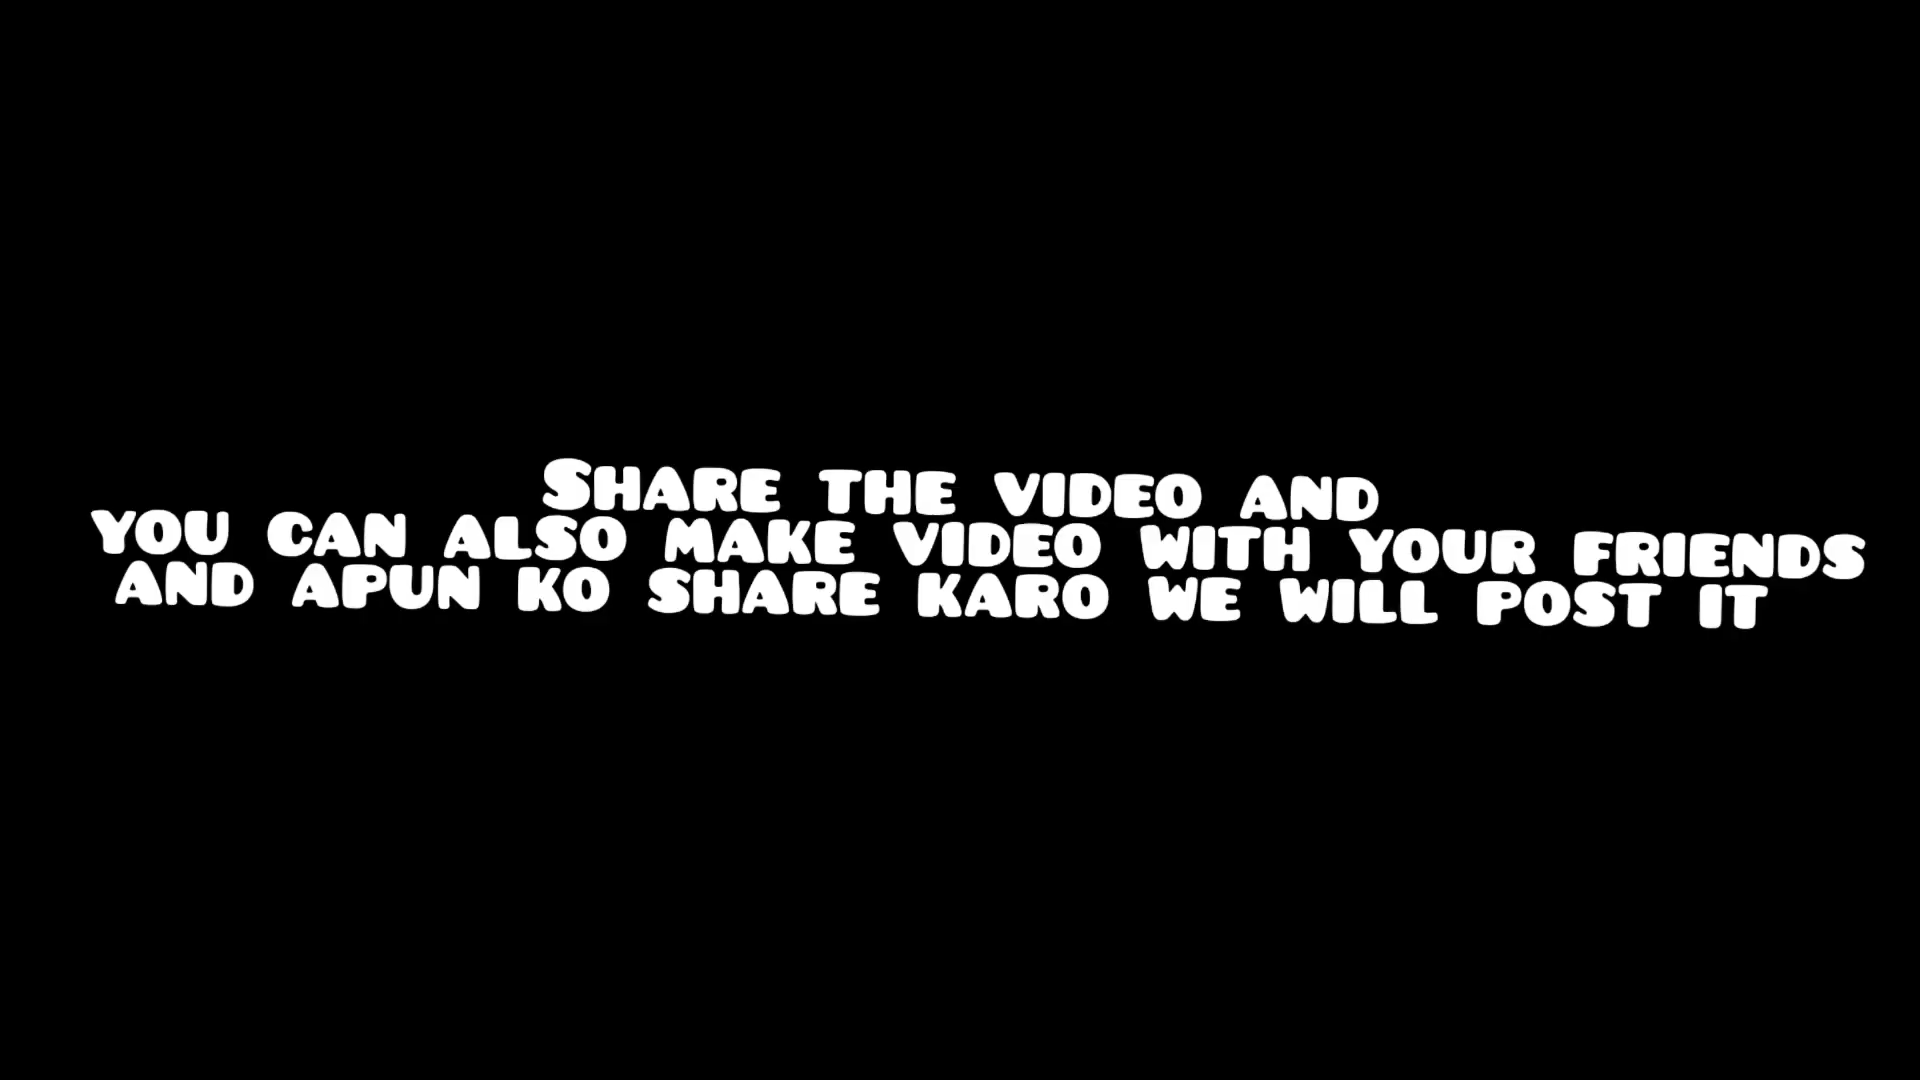 Share the video and
you can also make video with your friends
and apun ko share karo we will post it